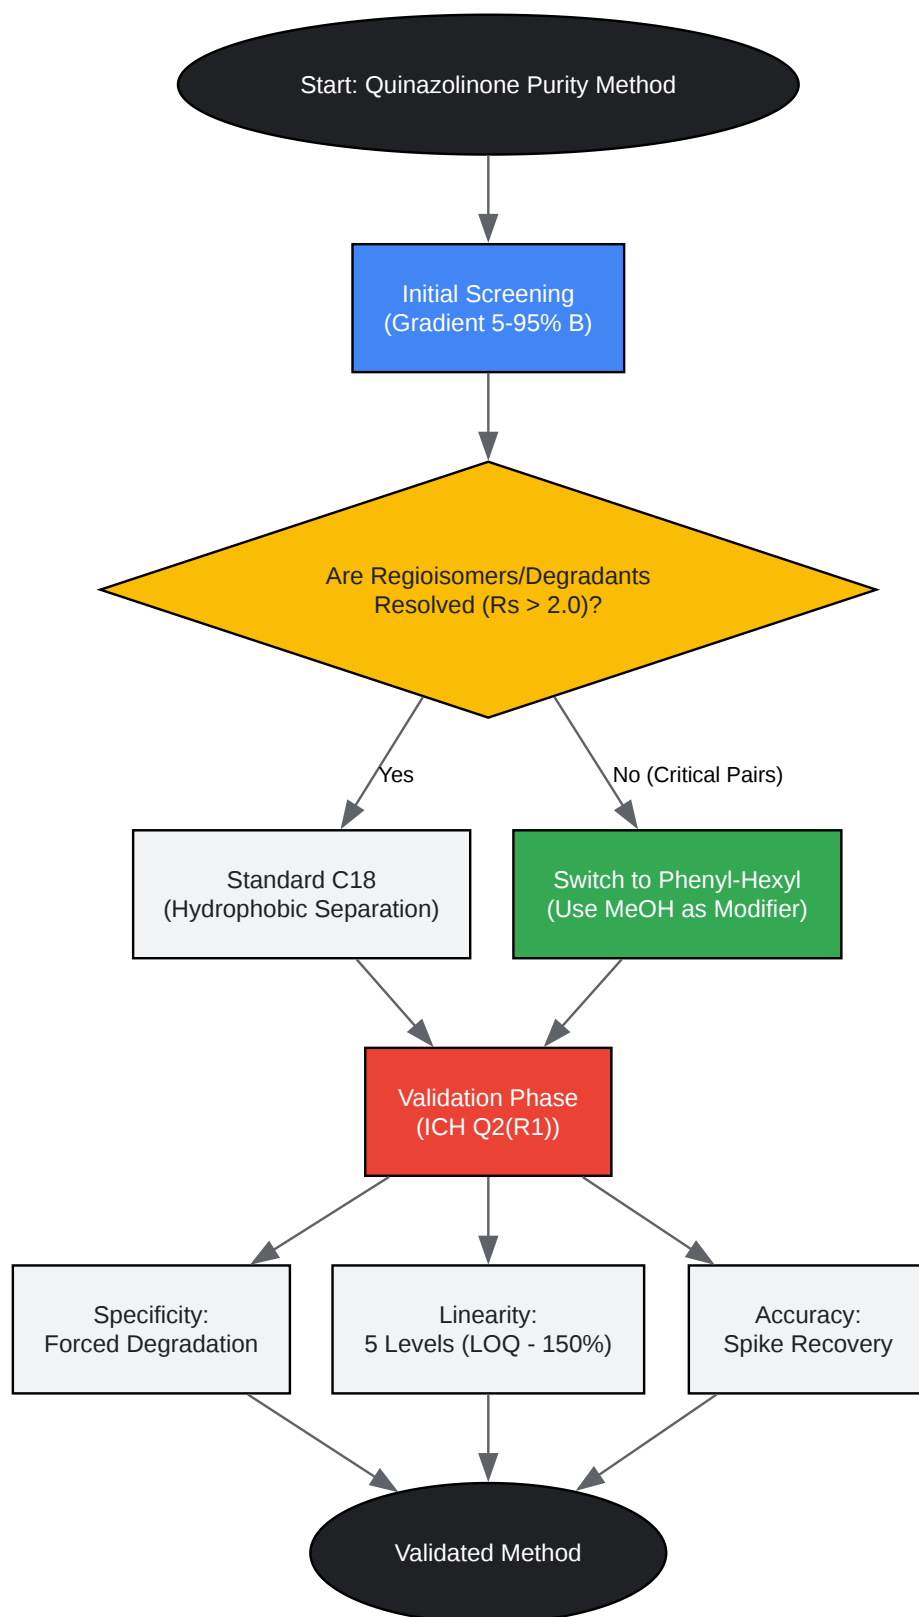 Start: Quinazolinone Purity Method
Initial Screening
(Gradient 5-95% B)
Are Regioisomers/Degradants
Resolved (Rs > 2.0)?
Yes
No (Critical Pairs)
Standard C18
(Hydrophobic Separation)
Switch to Phenyl-Hexyl
(Use MeOH as Modifier)
Validation Phase
(ICH Q2(R1))
Specificity:
Forced Degradation
Linearity:
5 Levels (LOQ - 150%)
Accuracy:
Spike Recovery
Validated Method